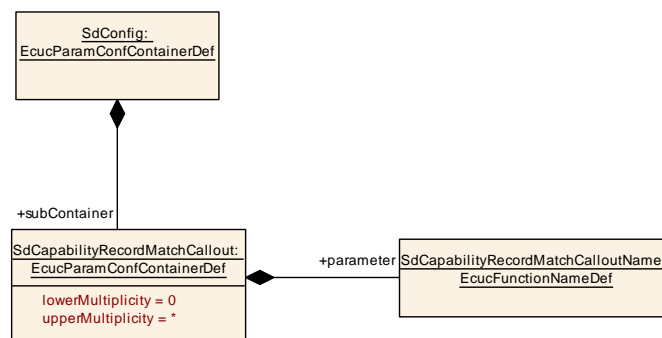 SdConfig:
EcucParamConfContainerDef
+subContainer
SdCapabilityRecordMatchCallout:
EcucParamConfContainerDef
lowerMultiplicity = 0
upperMultiplicity = *
+parameter
SdCapabilityRecordMatchCalloutName
EcucFunctionNameDef